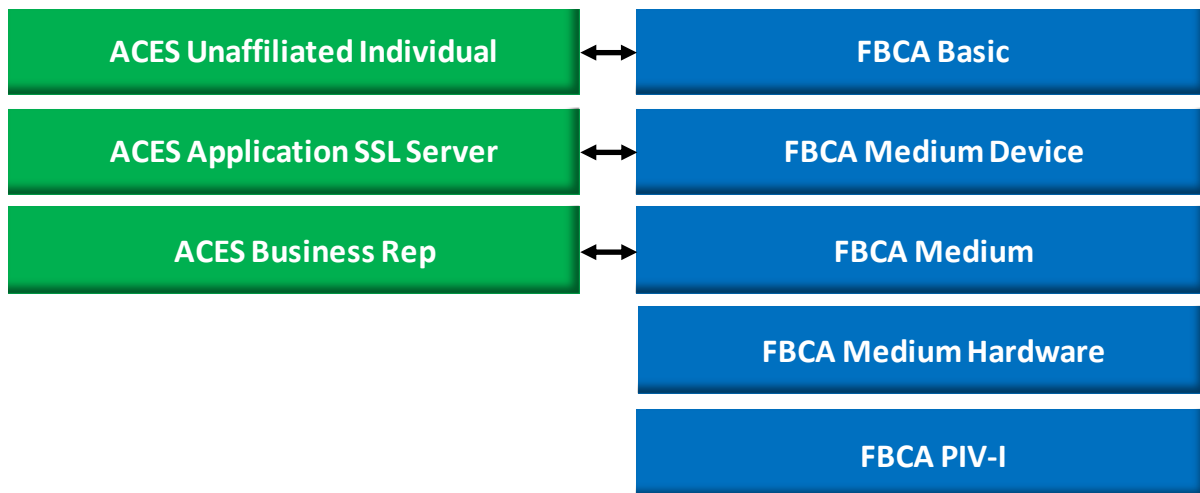 ACES Unaffiliated Individual
FBCA Basic
ACES Application SSL Server
FBCA Medium Device
ACES Business Rep
FBCA Medium
FBCA Medium Hardware
FBCA PIV-I